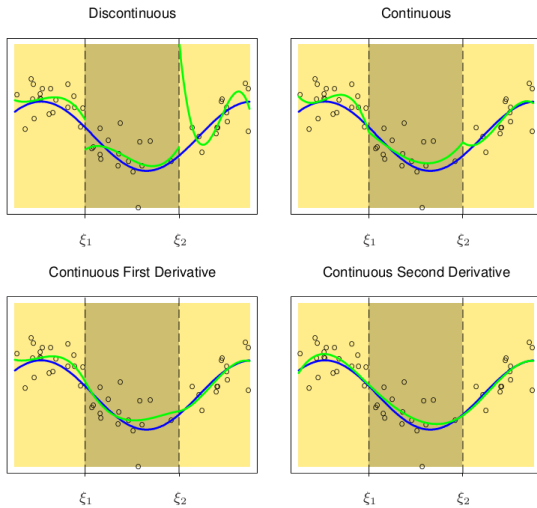 Discontinuous
Continuous
ξ₁ ξ₂
ξ₁ ξ₂
Continuous First Derivative
Continuous Second Derivative
ξ₁ ξ₂
ξ₁ ξ₂